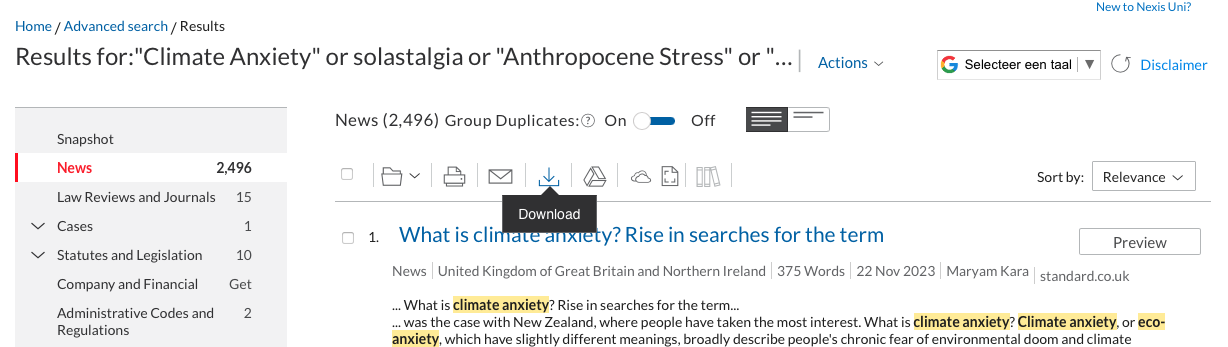 New to Nexis Uni?
Home / Advanced search / Results
Results for:"Climate Anxiety" or solastalgia or "Anthropocene Stress" or "...
Actions
Selecteer een taal ▼
Disclaimer
Snapshot
News 2,496
Law Reviews and Journals 15
Cases 1
Statutes and Legislation 10
Company and Financial Get
Administrative Codes and Regulations 2
News (2,496) Group Duplicates: ? On Off
Sort by: Relevance
Download
1. What is climate anxiety? Rise in searches for the term
Preview
News | United Kingdom of Great Britain and Northern Ireland | 375 Words | 22 Nov 2023 | Maryam Kara | standard.co.uk
... What is climate anxiety? Rise in searches for the term...
... was the case with New Zealand, where people have taken the most interest. What is climate anxiety? Climate anxiety, or eco-
anxiety, which have slightly different meanings, broadly describe people's chronic fear of environmental doom and climate